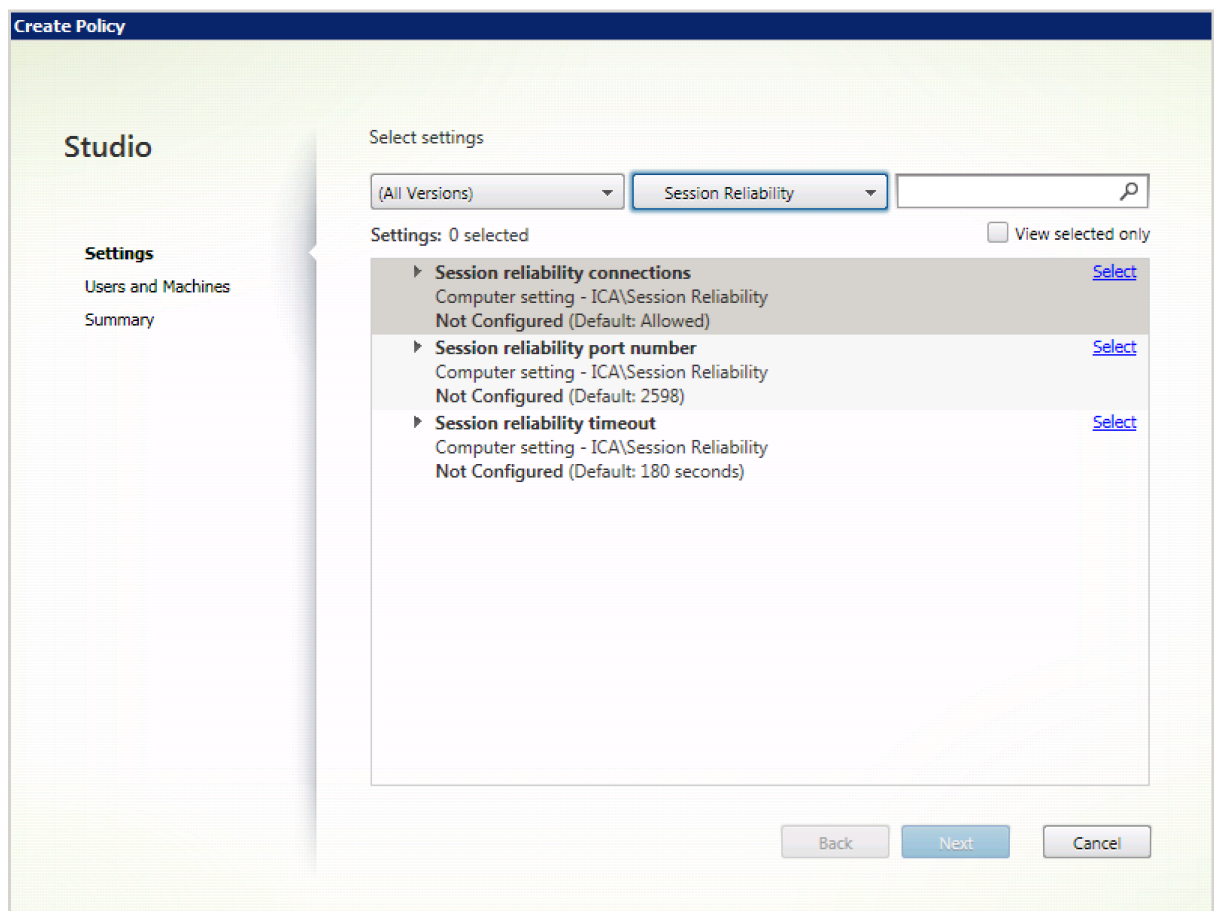 Create Policy
Studio
Settings
Users and Machines
Summary
Select settings
(All Versions)
Session Reliability
Settings: 0 selected
View selected only
Session reliability connections
Select
Computer setting - ICA\Session Reliability
Not Configured (Default: Allowed)
Session reliability port number
Select
Computer setting - ICA\Session Reliability
Not Configured (Default: 2598)
Session reliability timeout
Select
Computer setting - ICA\Session Reliability
Not Configured (Default: 180 seconds)
Back
Next
Cancel